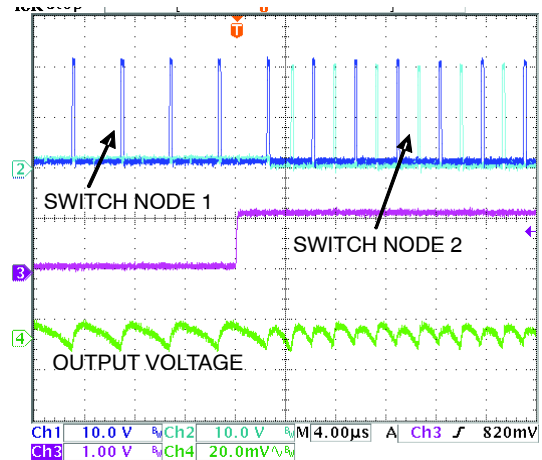 T
2
SWITCH NODE 1
SWITCH NODE 2
3
4
OUTPUT VOLTAGE
Ch1 10.0 V Ch2 10.0 V M 4.00µs A Ch3 820mV
Ch3 1.00 V Ch4 20.0mV